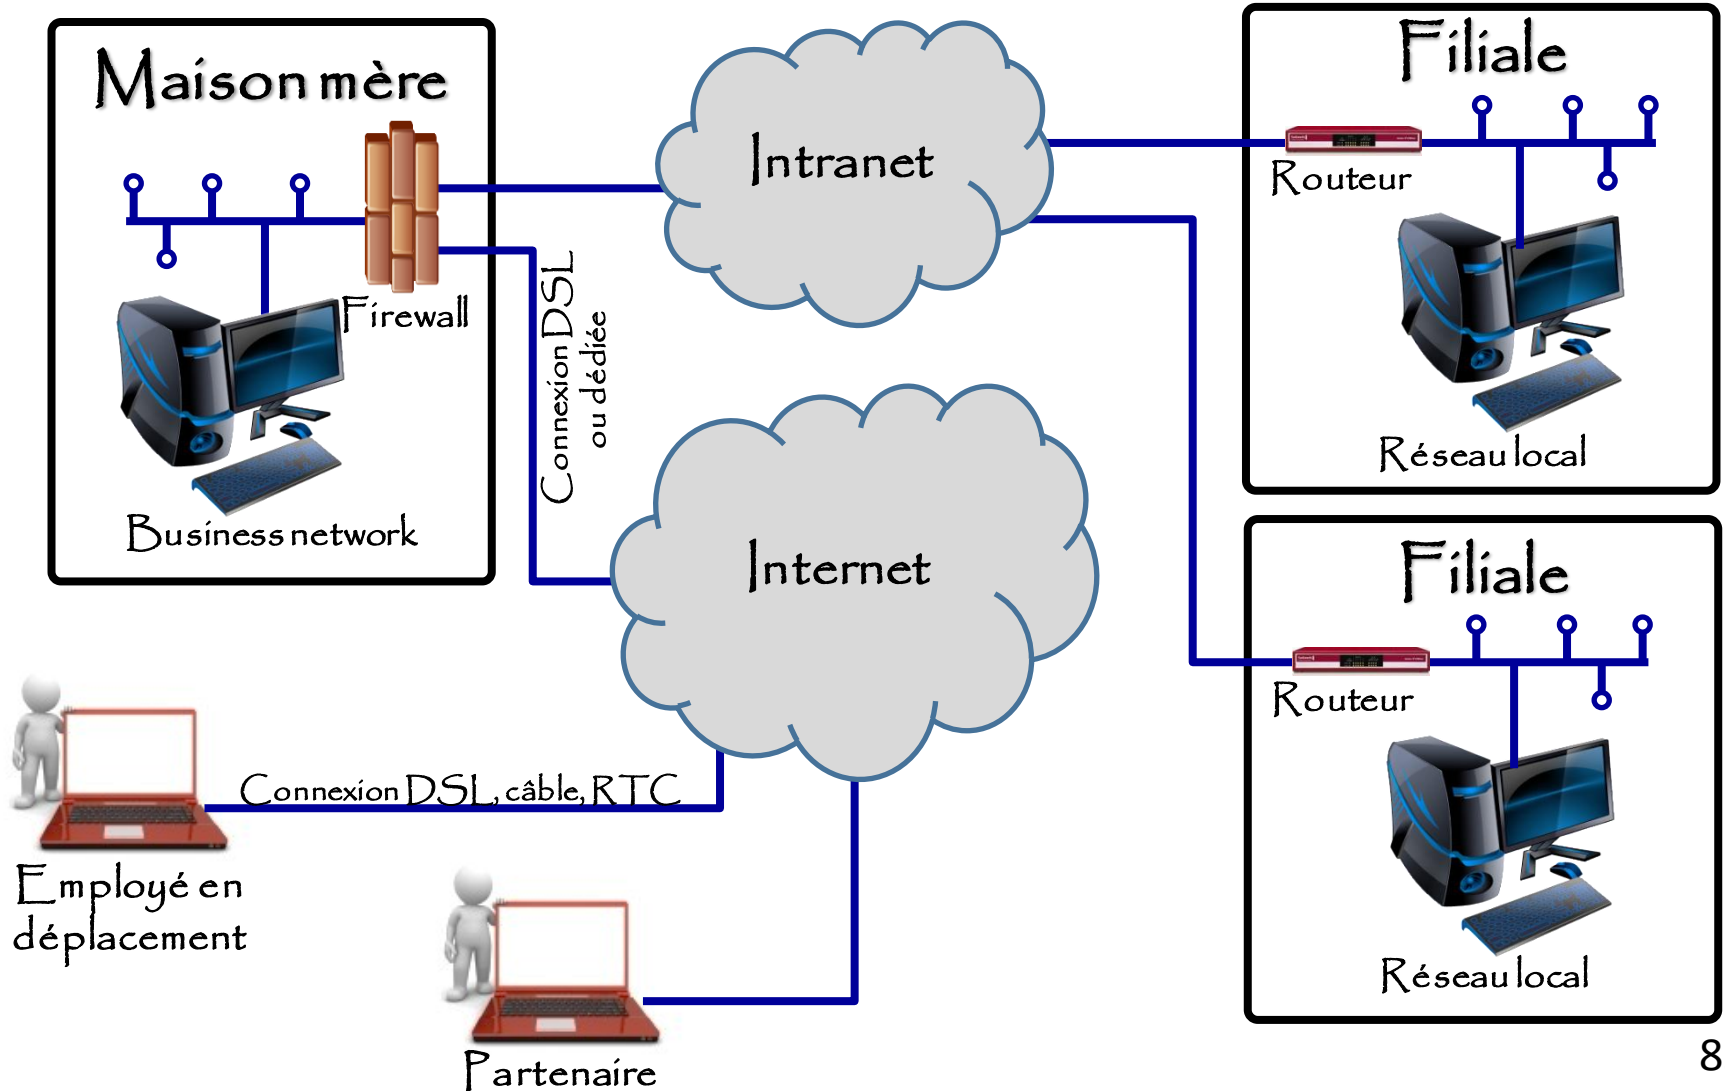 Maison mère
Firewall
Business network
Connexion DSL
ou dédiée
Intranet
Internet
Filiale
Routeur
Réseau local
Filiale
Routeur
Réseau local
Connexion DSL, câble, RTC
Employé en
déplacement
Partenaire
8